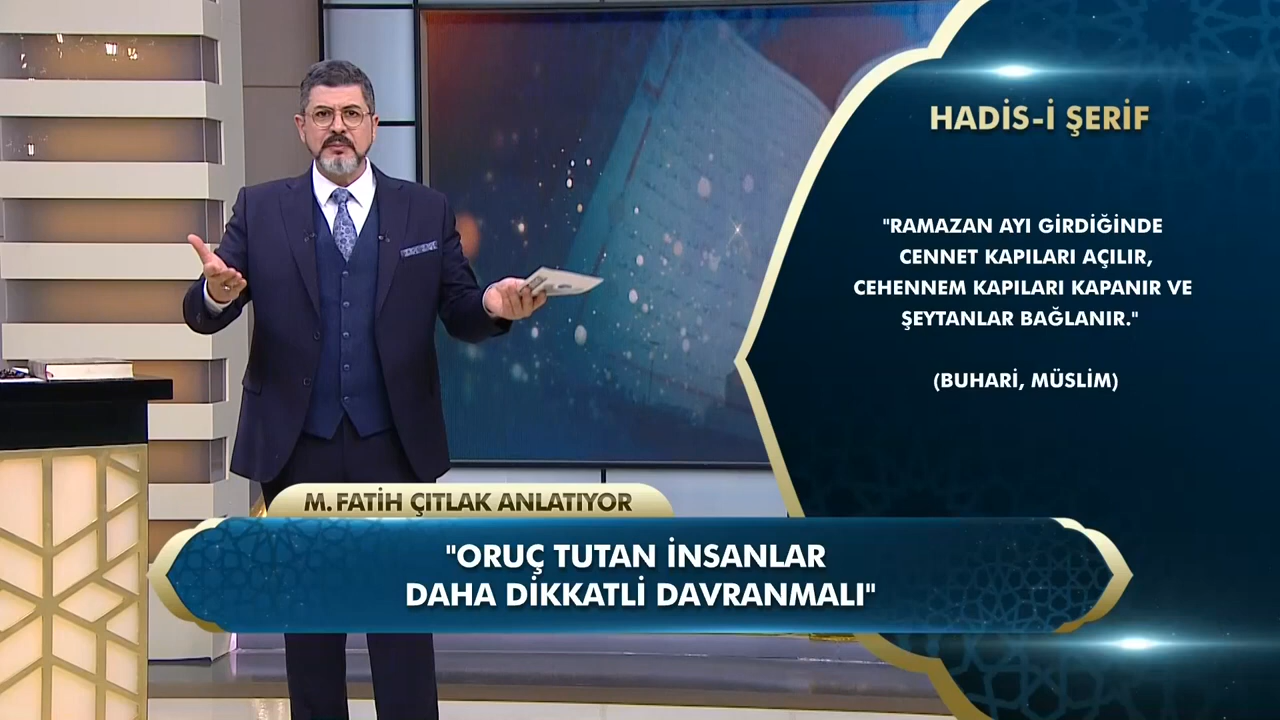 HADİS-İ ŞERİF
"RAMAZAN AYI GİRDİĞİNDE
CENNET KAPILARI AÇILIR,
CEHENNEM KAPILARI KAPANIR VE
ŞEYTANLAR BAĞLANIR."
(BUHARİ, MÜSLİM)
M. FATİH ÇITLAK ANLATIYOR
"ORUÇ TUTAN İNSANLAR
DAHA DİKKATLİ DAVRANMALI"